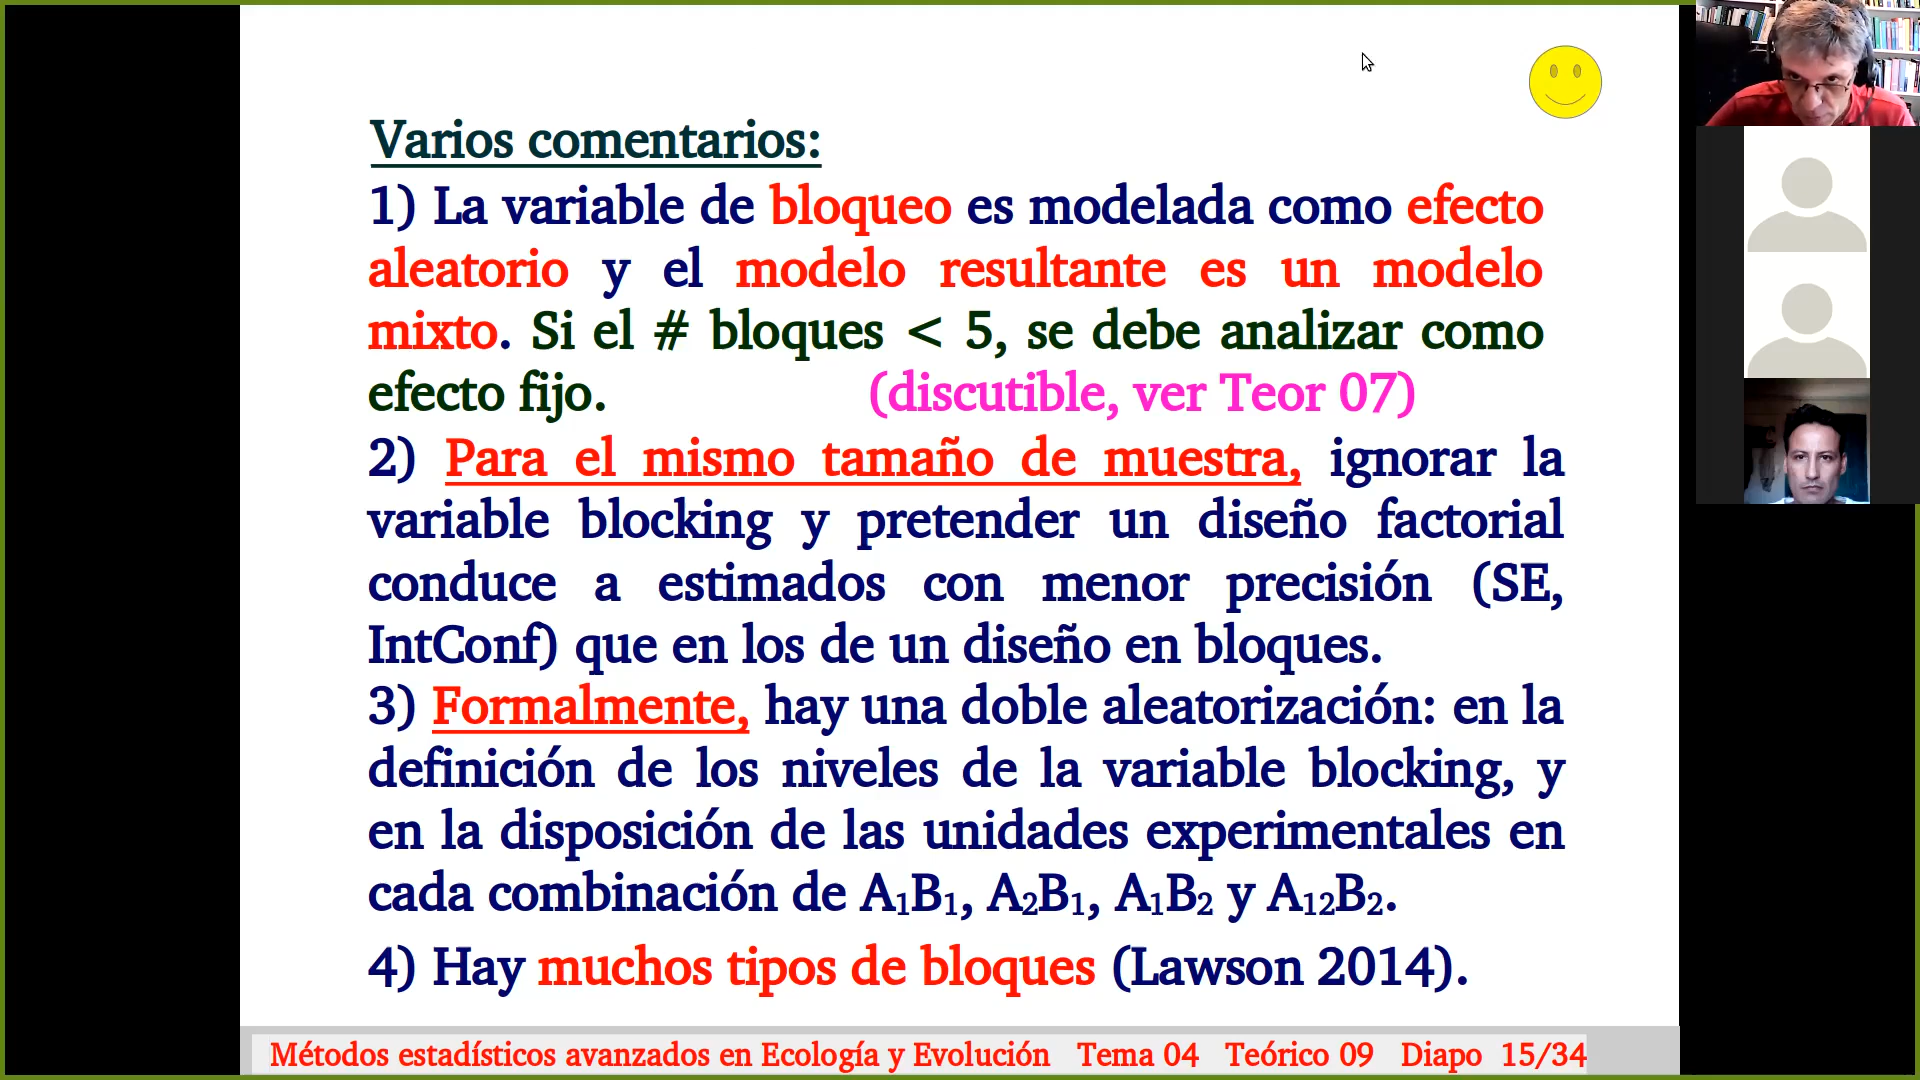 Varios comentarios:
1) La variable de bloqueo es modelada como efecto
aleatorio y el modelo resultante es un modelo
mixto. Si el # bloques < 5, se debe analizar como
efecto fijo. (discutible, ver Teor 07)
2) Para el mismo tamaño de muestra, ignorar la
variable blocking y pretender un diseño factorial
conduce a estimados con menor precisión (SE,
IntConf) que en los de un diseño en bloques.
3) Formalmente, hay una doble aleatorización: en la
definición de los niveles de la variable blocking, y
en la disposición de las unidades experimentales en
cada combinación de A₁B₁, A₂B₁, A₁B₂ y A₁₂B₂.
4) Hay muchos tipos de bloques (Lawson 2014).
Métodos estadísticos avanzados en Ecología y Evolución Tema 04 Teórico 09 Diapo 15/34